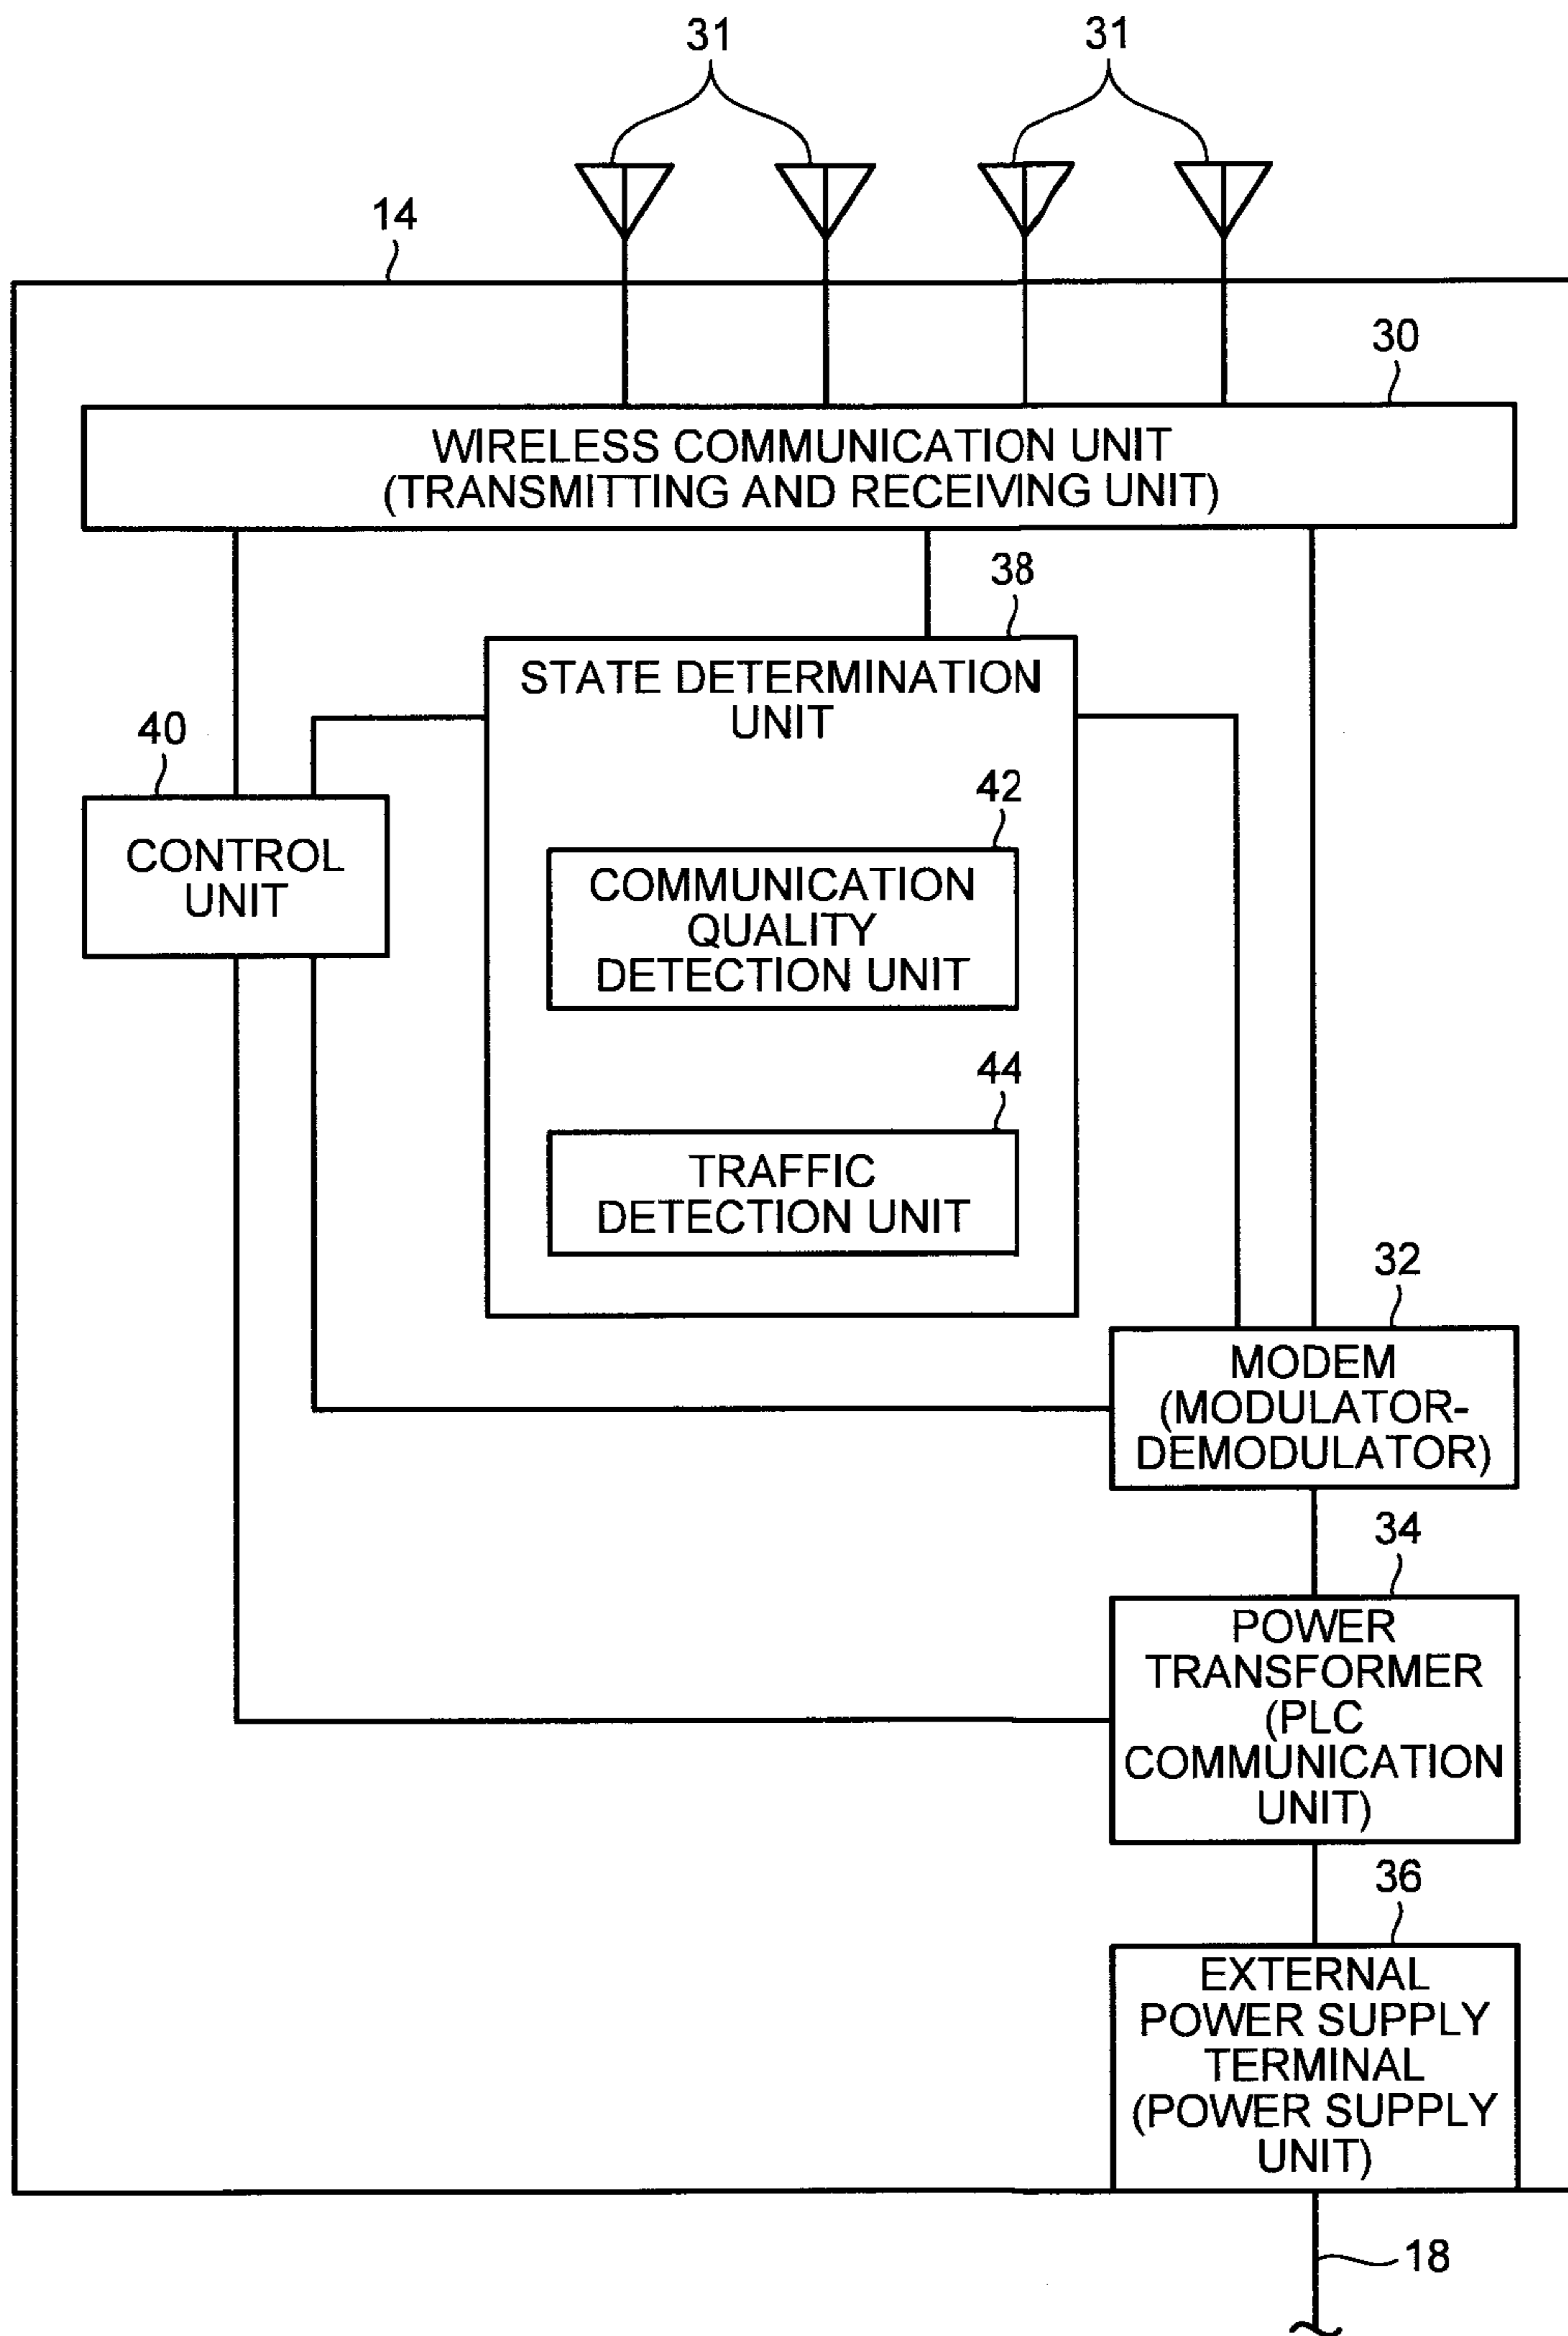 31
31
14
30
WIRELESS COMMUNICATION UNIT
(TRANSMITTING AND RECEIVING UNIT)
38
STATE DETERMINATION
UNIT
40
CONTROL
UNIT
42
COMMUNICATION
QUALITY
DETECTION UNIT
44
TRAFFIC
DETECTION UNIT
32
MODEM
(MODULATOR-
DEMODULATOR)
34
POWER
TRANSFORMER
(PLC
COMMUNICATION
UNIT)
36
EXTERNAL
POWER SUPPLY
TERMINAL
(POWER SUPPLY
UNIT)
18